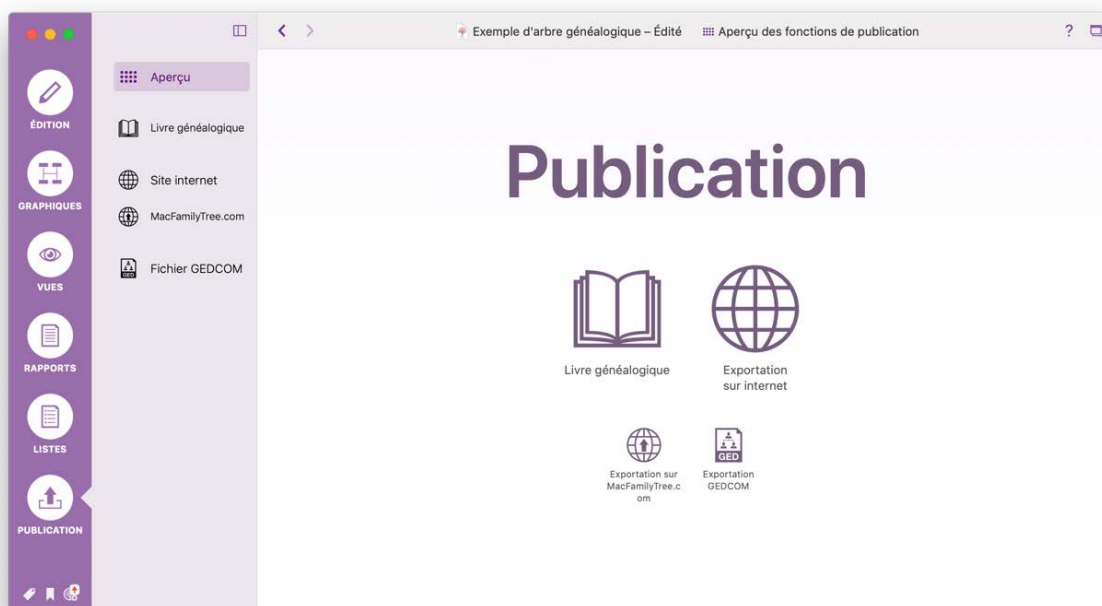 Exemple d'arbre généalogique – Édité
Aperçu des fonctions de publication
?
ÉDITION
GRAPHIQUES
VUES
RAPPORTS
LISTES
PUBLICATION
Aperçu
Livre généalogique
Site internet
MacFamilyTree.com
GED
Fichier GEDCOM
Publication
Livre généalogique
Exportation
sur internet
Exportation sur
MacFamilyTree.c
om
GED
Exportation
GEDCOM